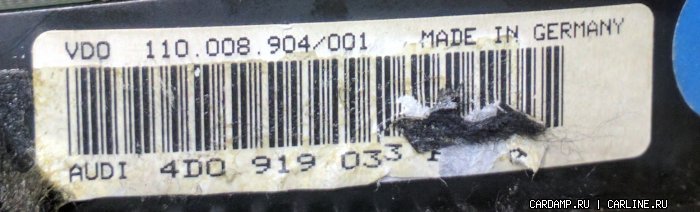 VDO 110.008.904/001 MADE IN GERMANY
AUDI 4D0 919 033
CARDAMP.RU | CARLINE.RU